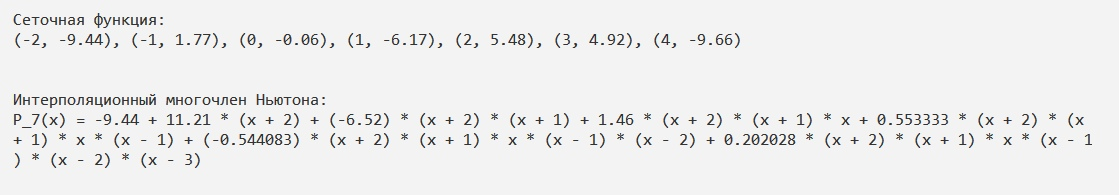 Сеточная функция:
(-2, -9.44), (-1, 1.77), (0, -0.06), (1, -6.17), (2, 5.48), (3, 4.92), (4, -9.66)
Интерполяционный многочлен Ньютона:
P_7(x) = -9.44 + 11.21 * (x + 2) + (-6.52) * (x + 2) * (x + 1) + 1.46 * (x + 2) * (x + 1) * x + 0.553333 * (x + 2) * (x
+ 1) * x * (x - 1) + (-0.544083) * (x + 2) * (x + 1) * x * (x - 1) * (x - 2) + 0.202028 * (x + 2) * (x + 1) * x * (x - 1
) * (x - 2) * (x - 3)